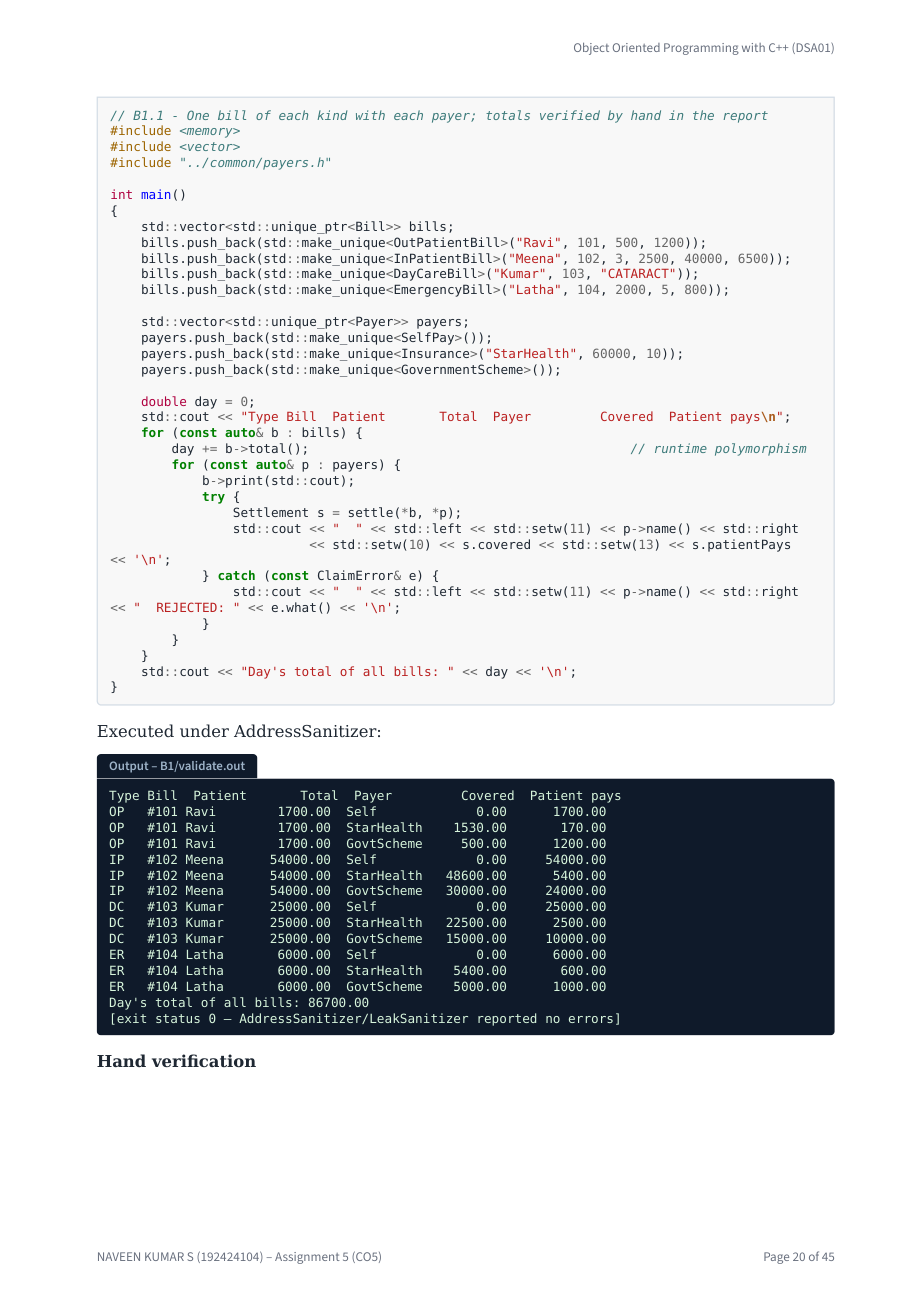 Object Oriented Programming with C++ (DSA01)
// B1.1 - One bill of each kind with each payer; totals verified by hand in the report
#include <memory>
#include <vector>
#include "../common/payers.h"

int main()
{
    std::vector<std::unique_ptr<Bill>> bills;
    bills.push_back(std::make_unique<OutPatientBill>("Ravi", 101, 500, 1200));
    bills.push_back(std::make_unique<InPatientBill>("Meena", 102, 3, 2500, 40000, 6500));
    bills.push_back(std::make_unique<DayCareBill>("Kumar", 103, "CATARACT"));
    bills.push_back(std::make_unique<EmergencyBill>("Latha", 104, 2000, 5, 800));

    std::vector<std::unique_ptr<Payer>> payers;
    payers.push_back(std::make_unique<SelfPay>());
    payers.push_back(std::make_unique<Insurance>("StarHealth", 60000, 10));
    payers.push_back(std::make_unique<GovernmentScheme>());

    double day = 0;
    std::cout << "Type Bill  Patient       Total  Payer         Covered  Patient pays\n";
    for (const auto& b : bills) {
        day += b->total();                                          // runtime polymorphism
        for (const auto& p : payers) {
            b->print(std::cout);
            try {
                Settlement s = settle(*b, *p);
                std::cout << "  " << std::left << std::setw(11) << p->name() << std::right
                          << std::setw(10) << s.covered << std::setw(13) << s.patientPays
<< '\n';
            } catch (const ClaimError& e) {
                std::cout << "  " << std::left << std::setw(11) << p->name() << std::right
<< "  REJECTED: " << e.what() << '\n';
            }
        }
    }
    std::cout << "Day's total of all bills: " << day << '\n';
}
Executed under AddressSanitizer:
Output – B1/validate.out
Type Bill  Patient       Total  Payer         Covered  Patient pays
OP   #101 Ravi        1700.00  Self             0.00      1700.00
OP   #101 Ravi        1700.00  StarHealth    1530.00       170.00
OP   #101 Ravi        1700.00  GovtScheme     500.00      1200.00
IP   #102 Meena      54000.00  Self             0.00     54000.00
IP   #102 Meena      54000.00  StarHealth   48600.00      5400.00
IP   #102 Meena      54000.00  GovtScheme   30000.00     24000.00
DC   #103 Kumar      25000.00  Self             0.00     25000.00
DC   #103 Kumar      25000.00  StarHealth   22500.00      2500.00
DC   #103 Kumar      25000.00  GovtScheme   15000.00     10000.00
ER   #104 Latha       6000.00  Self             0.00      6000.00
ER   #104 Latha       6000.00  StarHealth    5400.00       600.00
ER   #104 Latha       6000.00  GovtScheme    5000.00      1000.00
Day's total of all bills: 86700.00
[exit status 0 — AddressSanitizer/LeakSanitizer reported no errors]
Hand verification
NAVEEN KUMAR S (192424104) – Assignment 5 (CO5)
Page 20 of 45